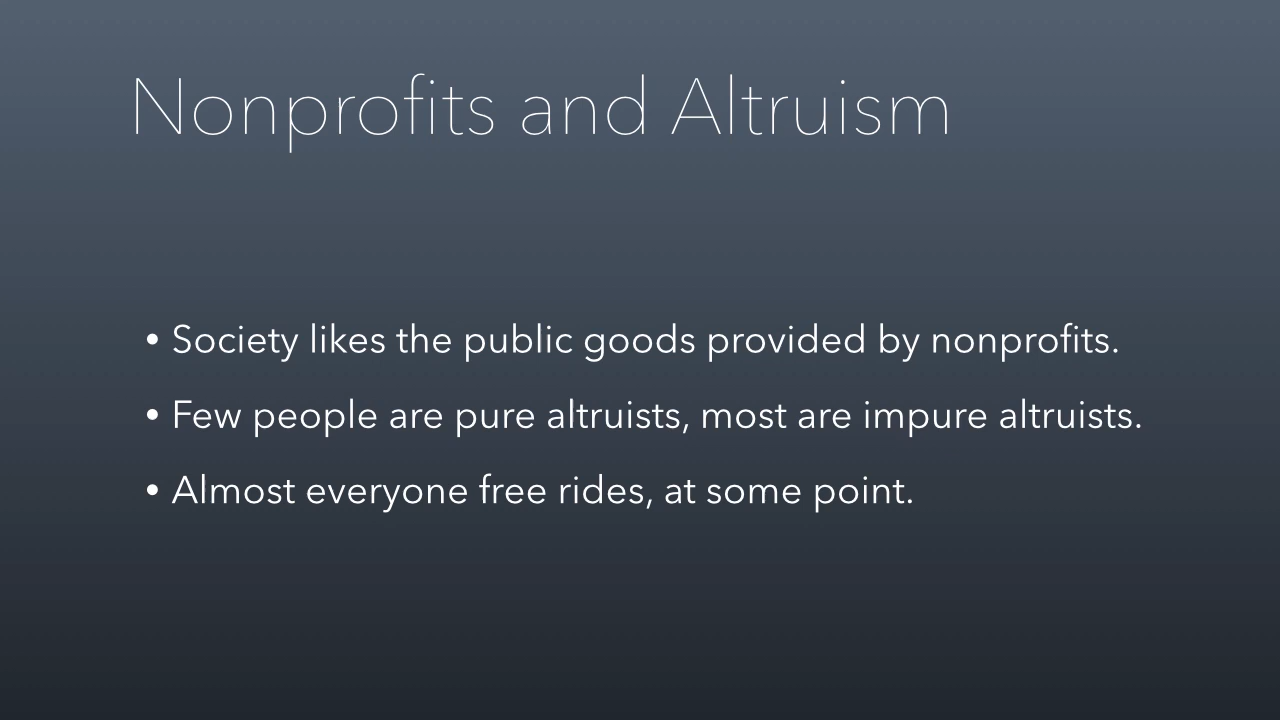 Nonprofits and Altruism
• Society likes the public goods provided by nonprofits.
• Few people are pure altruists, most are impure altruists.
• Almost everyone free rides, at some point.